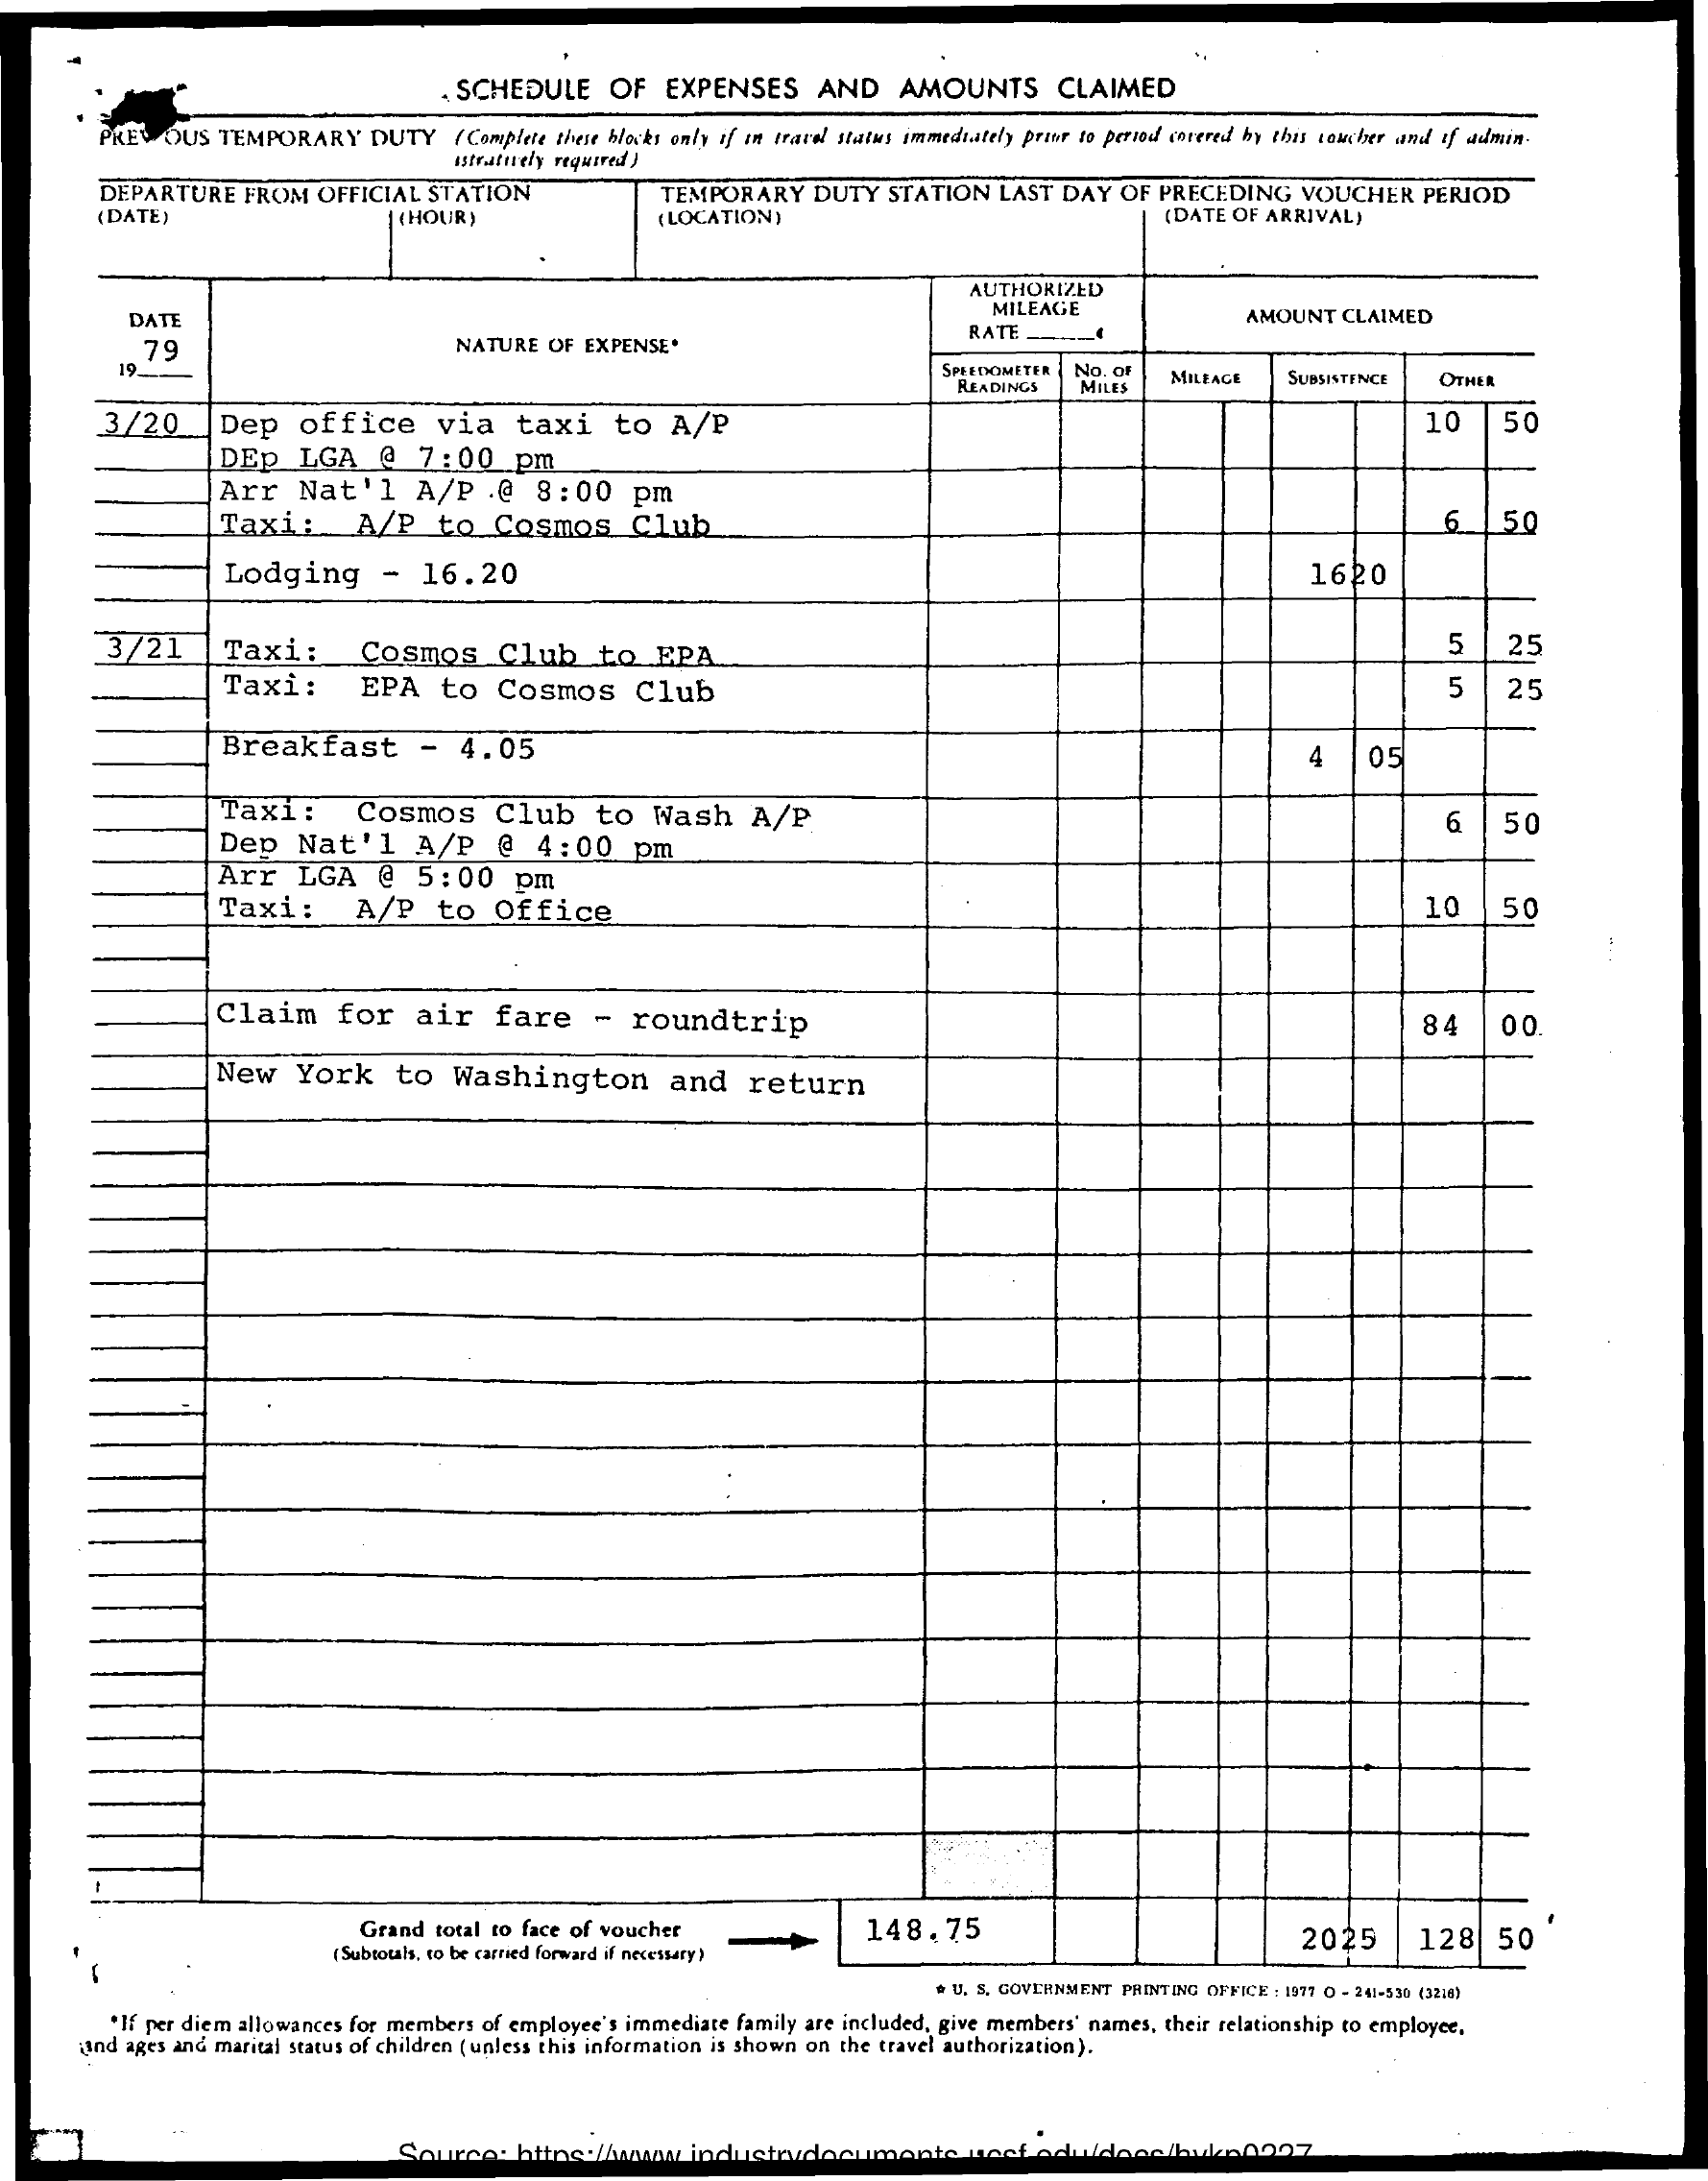 SCHEDULE OF EXPENSES AND AMOUNTS CLAIMED
PREVIOUS TEMPORARY DUTY (Complete these blocks only if in travel status immediately prior to period covered by this voucher and if admin-
istratively required)
DEPARTURE FROM OFFICIAL STATION
TEMPORARY DUTY STATION LAST DAY OF PRECEDING VOUCHER PERIOD
(DATE) (HOUR) (LOCATION) (DATE OF ARRIVAL)
DATE
79
19
NATURE OF EXPENSE*
AUTHORIZED
MILEAGE
RATE ¢
AMOUNT CLAIMED
SPEEDOMETER
READINGS
NO. OF
MILES
MILEAGE
SUBSISTENCE
OTHER
3/20 Dep office via taxi to A/P 10 50
DEp LGA @ 7:00 pm
Arr Nat'l A/P @ 8:00 pm
Taxi: A/P to Cosmos Club 6 50
Lodging - 16.20 1620
3/21 Taxi: Cosmos Club to EPA 5 25
Taxi: EPA to Cosmos Club 5 25
Breakfast - 4.05 4 05
Taxi: Cosmos Club to Wash A/P 6 50
Dep Nat'l A/P @ 4:00 pm
Arr LGA @ 5:00 pm
Taxi: A/P to Office 10 50
Claim for air fare - roundtrip 84 00
New York to Washington and return
Grand total to face of voucher 148.75 2025 128 50
(Subtotals, to be carried forward if necessary)
☆ U. S. GOVERNMENT PRINTING OFFICE : 1977 O - 241-530 (3216)
*If per diem allowances for members of employee's immediate family are included, give members' names, their relationship to employee,
and ages and marital status of children (unless this information is shown on the travel authorization).
Source: https://www.industrydocuments.ucsf.edu/docs/hykp0227